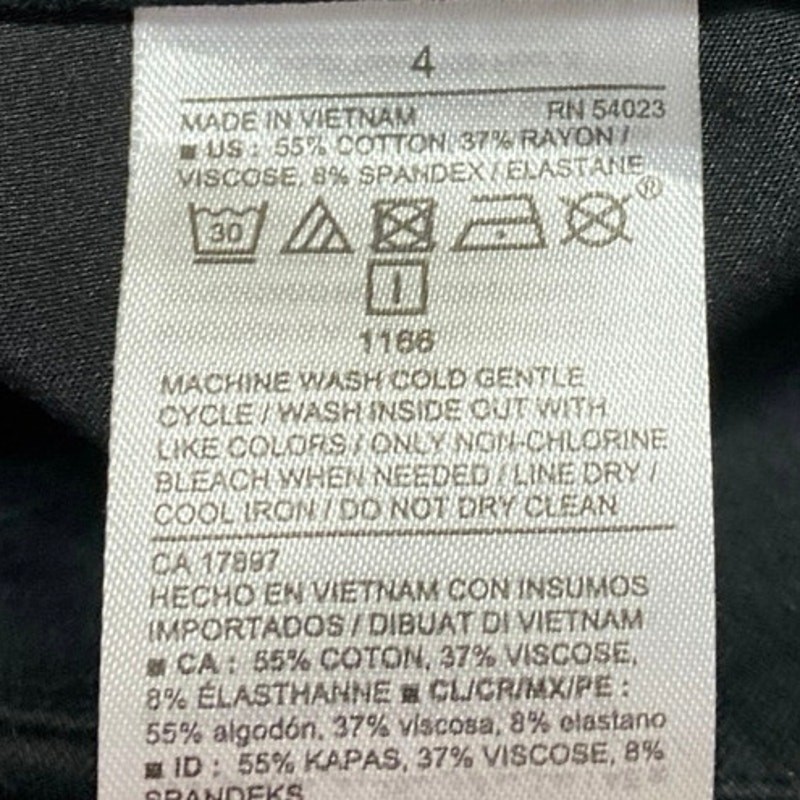 4
MADE IN VIETNAM RN 54023
■ US : 55% COTTON, 37% RAYON /
VISCOSE, 8% SPANDEX / ELASTANE
®
30
1166
MACHINE WASH COLD GENTLE
CYCLE / WASH INSIDE OUT WITH
LIKE COLORS / ONLY NON-CHLORINE
BLEACH WHEN NEEDED / LINE DRY /
COOL IRON / DO NOT DRY CLEAN
CA 17897
HECHO EN VIETNAM CON INSUMOS
IMPORTADOS / DIBUAT DI VIETNAM
■ CA : 55% COTON, 37% VISCOSE,
8% ÉLASTHANNE ■ CL/CR/MX/PE :
55% algodón, 37% viscosa, 8% elastano
■ ID : 55% KAPAS, 37% VISCOSE, 8%
SPANDEKS